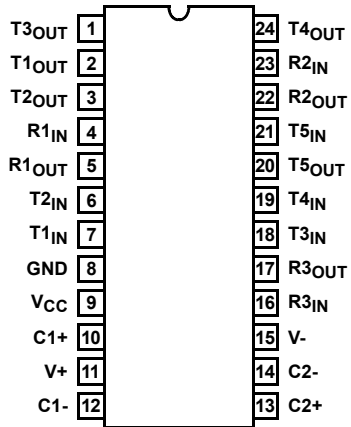 T3OUT 1 24 T4OUT
T1OUT 2 23 R2IN
T2OUT 3 22 R2OUT
R1IN 4 21 T5IN
R1OUT 5 20 T5OUT
T2IN 6 19 T4IN
T1IN 7 18 T3IN
GND 8 17 R3OUT
VCC 9 16 R3IN
C1+ 10 15 V-
V+ 11 14 C2-
C1- 12 13 C2+